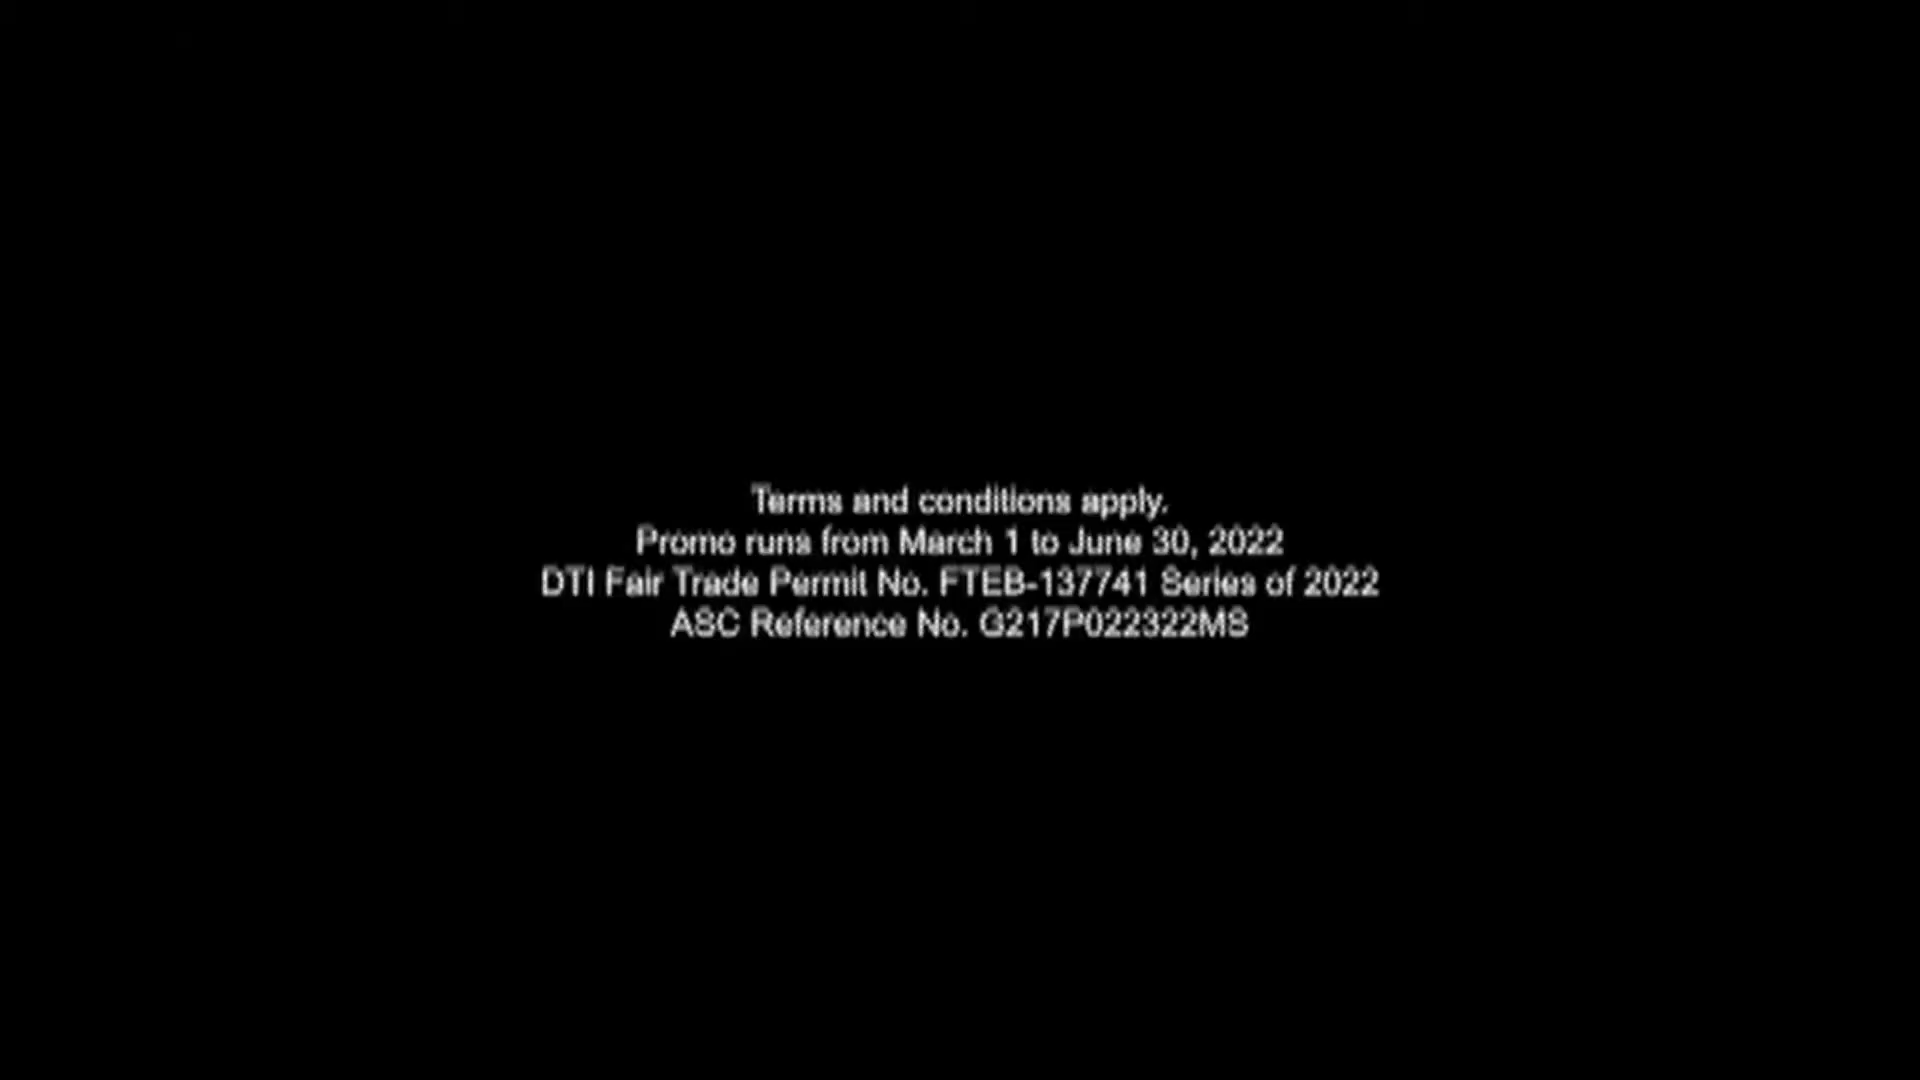 Terms and conditions apply.
Promo runs from March 1 to June 30, 2022
DTI Fair Trade Permit No. FTEB-137741 Series of 2022
ASC Reference No. G217P022322MS